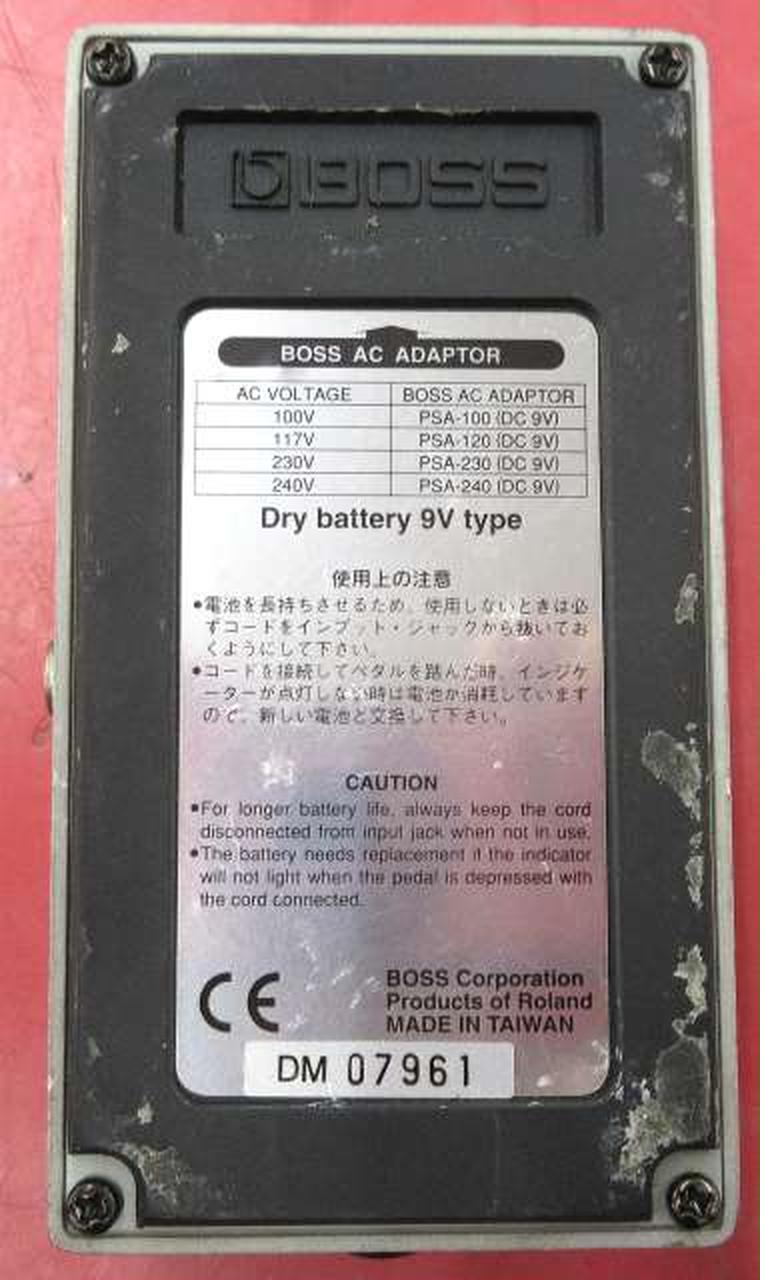 BOSS
BOSS AC ADAPTOR
AC VOLTAGE BOSS AC ADAPTOR
100V PSA-100 (DC 9V)
117V PSA-120 (DC 9V)
230V PSA-230 (DC 9V)
240V PSA-240 (DC 9V)
Dry battery 9V type
使用上の注意
●電池を長持ちさせるため、使用しないときは必
ずコードをインプット・ジャックから抜いてお
くようにして下さい。
●コードを接続してペダルを踏んだ時、インジケ
ーターが点灯しない時は電池が消耗しています
ので、新しい電池と交換して下さい。
CAUTION
●For longer battery life, always keep the cord
disconnected from input jack when not in use.
●The battery needs replacement if the indicator
will not light when the pedal is depressed with
the cord connected.
CE BOSS Corporation
Products of Roland
MADE IN TAIWAN
DM 07961